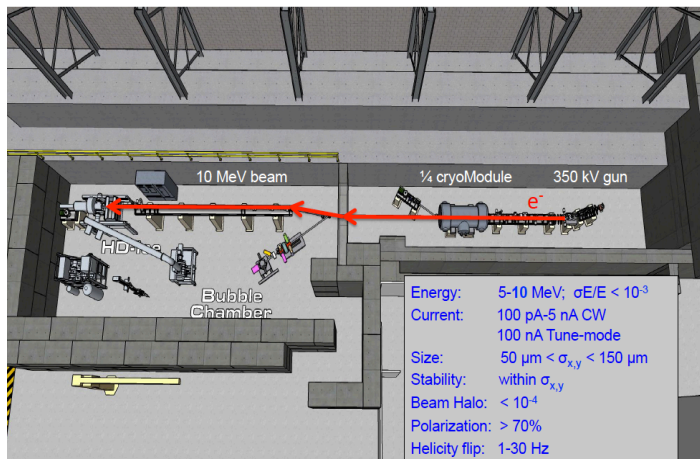 10 MeV beam
¼ cryoModule
350 kV gun
e-
HD-Ice
Bubble
Chamber
Energy: 5-10 MeV; σE/E < 10-3
Current: 100 pA-5 nA CW
100 nA Tune-mode
Size: 50 µm < σx,y < 150 µm
Stability: within σx,y
Beam Halo: < 10-4
Polarization: > 70%
Helicity flip: 1-30 Hz